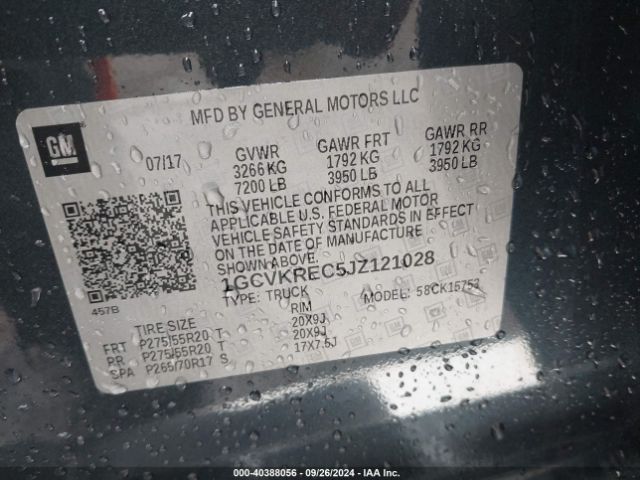 MFD BY GENERAL MOTORS LLC
GM
07/17
GVWR GAWR FRT GAWR RR
3266 KG 1792 KG 1792 KG
7200 LB 3950 LB 3950 LB
THIS VEHICLE CONFORMS TO ALL
APPLICABLE U.S. FEDERAL MOTOR
VEHICLE SAFETY STANDARDS IN EFFECT
ON THE DATE OF MANUFACTURE
SHOWN ABOVE.
1GCVKREC5JZ121028
TYPE: TRUCK MODEL: 58CK15753
457B
TIRE SIZE RIM
FRT P275/55R20 T 20X9J
RR P275/55R20 T 20X9J
SPA P265/70R17 S 17X7.5J
000-40388056 - 09/26/2024 - IAA Inc.